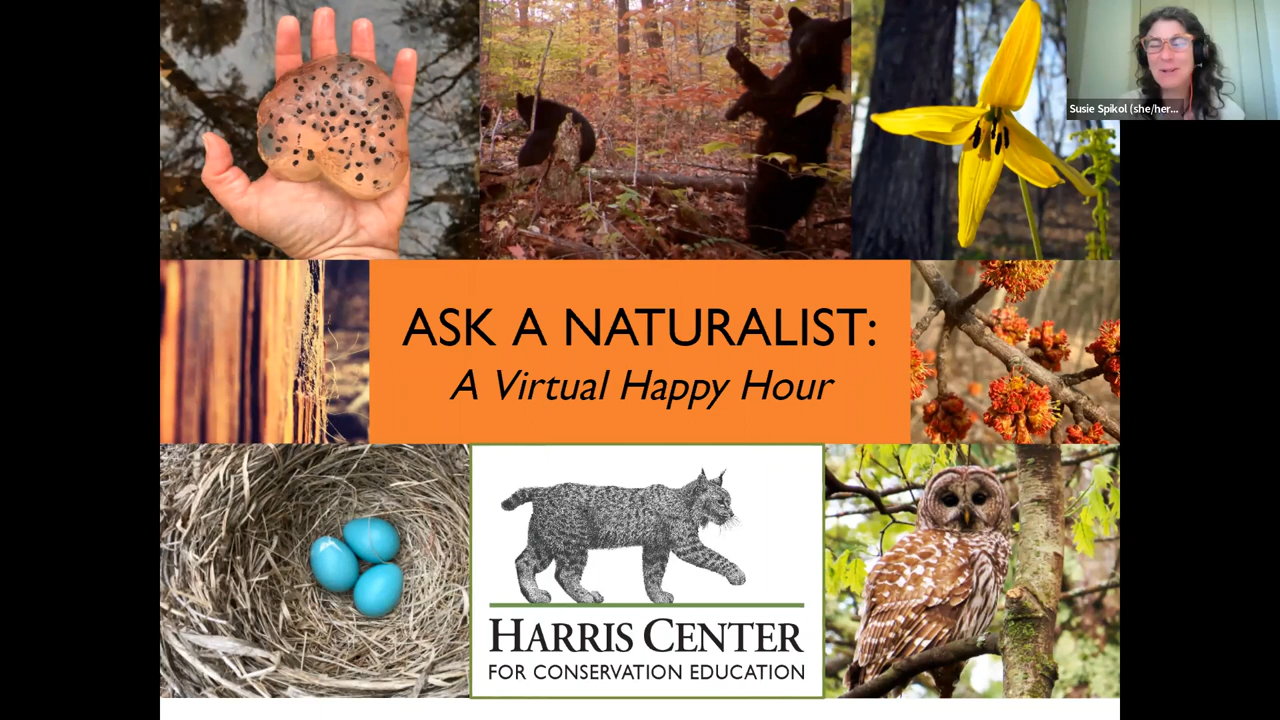 Susie Spikol (she/her...
ASK A NATURALIST:
A Virtual Happy Hour
HARRIS CENTER
FOR CONSERVATION EDUCATION